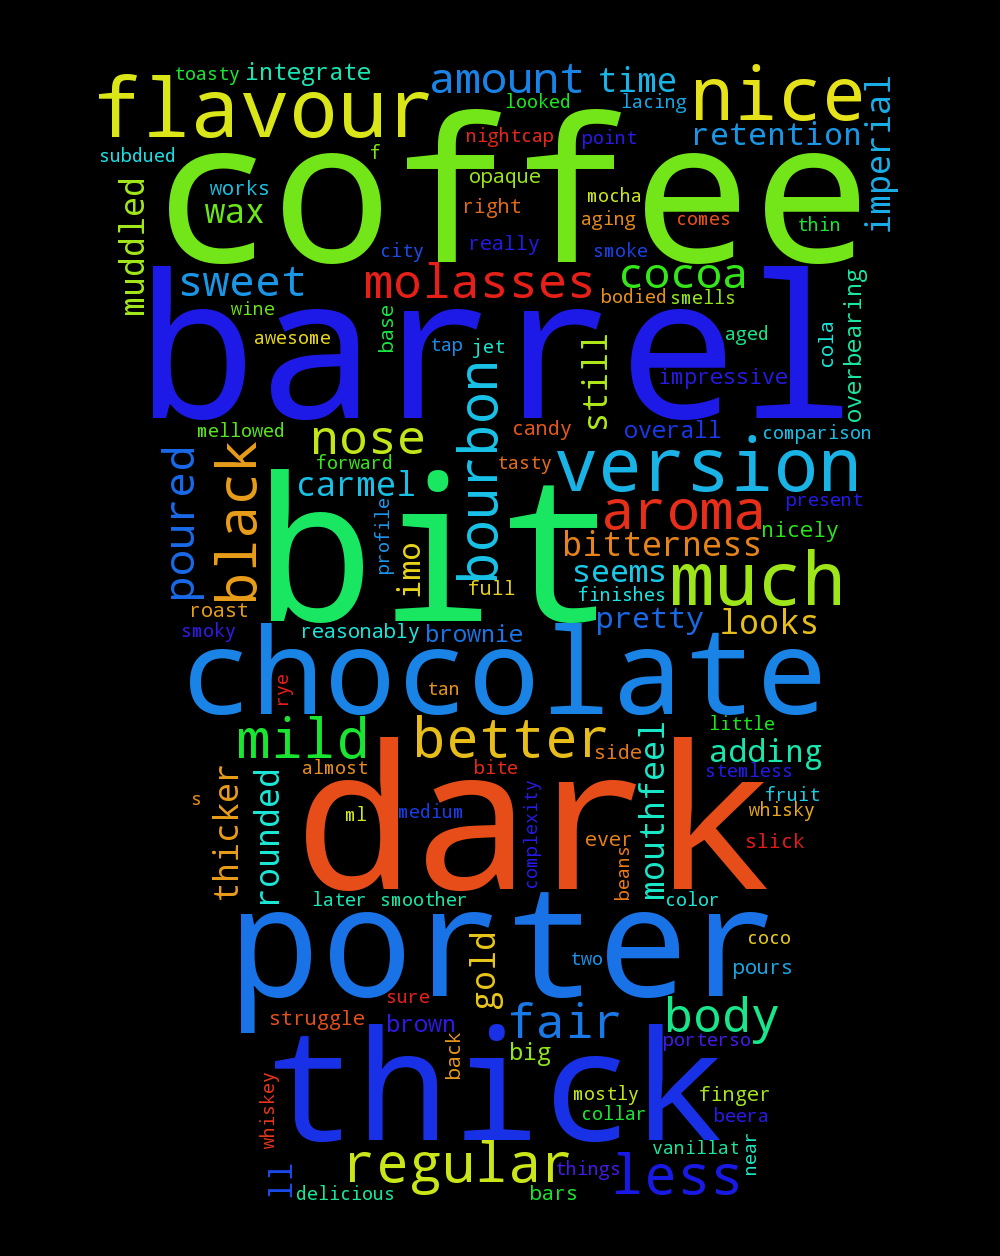 toasty integrate amount time nice
flavour looked lacing imperial
nightcap point retention
coffee
subdued f opaque mocha
works wax right aging comes thin
muddled city really smoke
sweet molasses cocoa
bodied smells
barrel
wine awesome base tap jet aged cola overbearing
still impressive
bourbon
mellowed nose candy overall comparison
forward tasty version
poured black carmel
profile aroma present
bit
imo bitterness nicely
full seems much
finishes
roast pretty looks
smoky reasonably brownie
chocolate
rye tan
mild better side little
adding
mouthfeel
almost bite stemless
thicker rounded s ml medium complexity fruit
whisky
dark
ever beans slick
later smoother color
porter
gold coco
two pours
sure
struggle brown fair body
back big porterso
thick
whiskey mostly finger
collar beera
regular vanillat near
things less
ll delicious bars